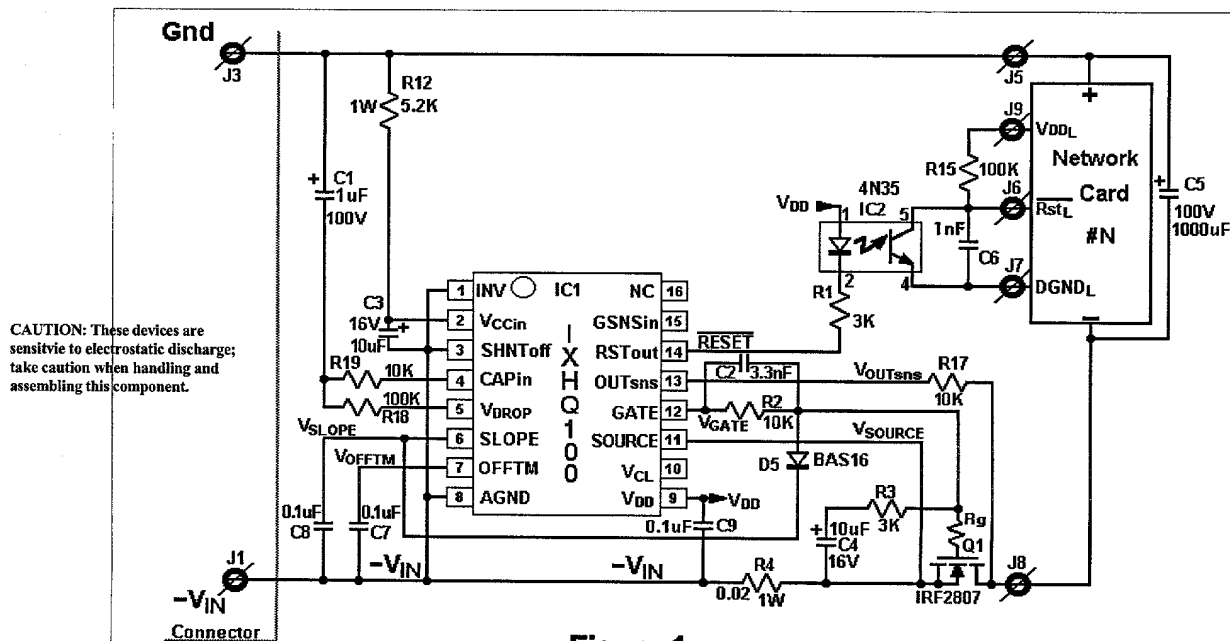 Gnd
J3
R12
1W
5.2K
+
C1
1uF
100V
J5
+
J9
VDDL
R15
100K
Network
Card
#N
J6
RstL
J7
DGNDL
1nF
C6
+
C5
100V
1000uF
VDD
4N35
IC2
1
5
2
4
R1
3K
C3
16V
+
10uF
IC1
IXHQ100
1 INV
2 VCCin
3 SHNToff
4 CAPin
5 VDROP
6 SLOPE
7 OFFTM
8 AGND
NC 16
GSNSin 15
RSTout 14
OUTsns 13
GATE 12
SOURCE 11
VCL 10
VDD 9
VDD
CAUTION: These devices are
sensitvie to electrostatic discharge;
take caution when handling and
assembling this component.
R19
10K
100K
R18
RESET
C2
3.3nF
VOUTsns
R17
10K
R2
VGATE
10K
VSOURCE
VSLOPE
VOFFTM
D5
BAS16
0.1uF
C8
0.1uF
C7
0.1uF
C9
+
10uF
C4
16V
R3
3K
Rg
Q1
IRF2807
J8
−
J1
−VIN
−VIN
−VIN
R4
0.02
1W
Connector